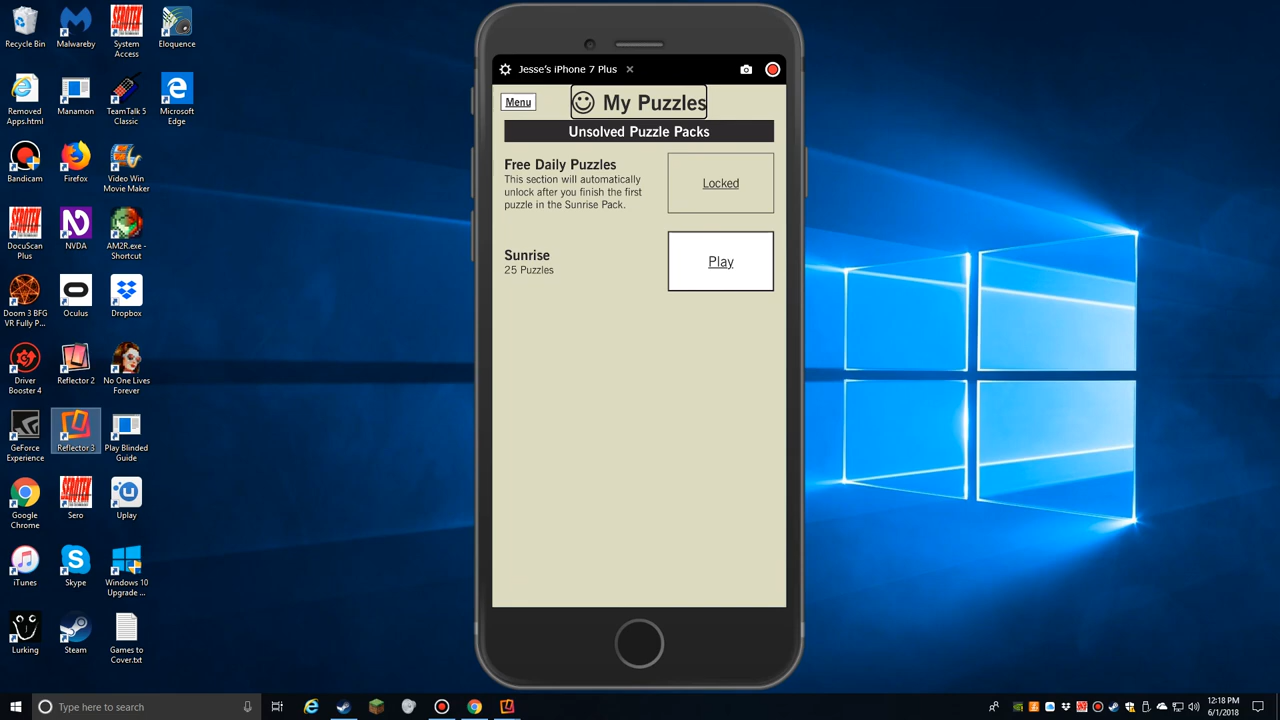 Recycle Bin
Malwareby
System
Access
Eloquence
Removed
Apps.html
Manamon
TeamTalk 5
Classic
Microsoft
Edge
Bandicam
Firefox
Video Win
Movie Maker
DocuScan
Plus
NVDA
AM2R.exe -
Shortcut
Doom 3 BFG
VR Fully P...
Oculus
Dropbox
Driver
Booster 4
Reflector 2
No One Lives
Forever
GeForce
Experience
Reflector 3
Play Blinded
Guide
Google
Chrome
Sero
Uplay
iTunes
Skype
Windows 10
Upgrade ...
Lurking
Steam
Games to
Cover.txt
SEROTEK
SEROTEK
SEROTEK
Jesse's iPhone 7 Plus
Menu
My Puzzles
Unsolved Puzzle Packs
Free Daily Puzzles
This section will automatically
unlock after you finish the first
puzzle in the Sunrise Pack.
Locked
Sunrise
25 Puzzles
Play
Type here to search
12:18 PM
6/1/2018